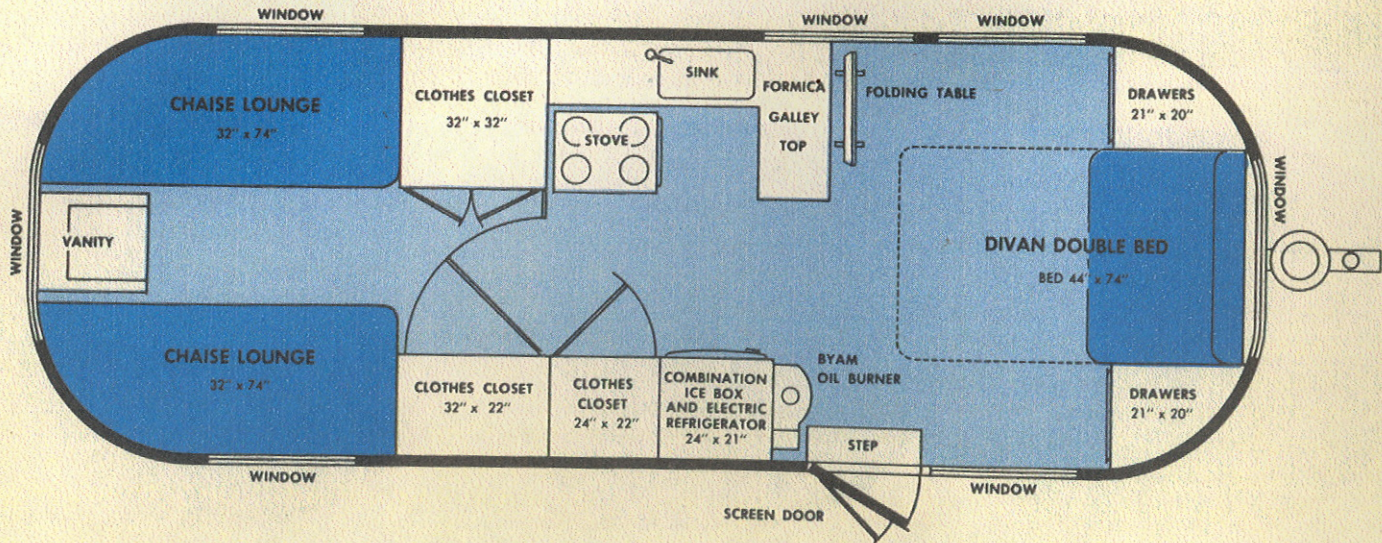 WINDOW
WINDOW
WINDOW
CHAISE LOUNGE
32" x 74"
CLOTHES CLOSET
32" x 32"
SINK
STOVE
FORMICA
GALLEY
TOP
FOLDING TABLE
DRAWERS
21" x 20"
WINDOW
VANITY
WINDOW
DIVAN DOUBLE BED
BED 44" x 74"
CHAISE LOUNGE
32" x 74"
CLOTHES CLOSET
32" x 22"
CLOTHES
CLOSET
24" x 22"
COMBINATION
ICE BOX
AND ELECTRIC
REFRIGERATOR
24" x 21"
BYAM
OIL BURNER
STEP
DRAWERS
21" x 20"
WINDOW
WINDOW
SCREEN DOOR